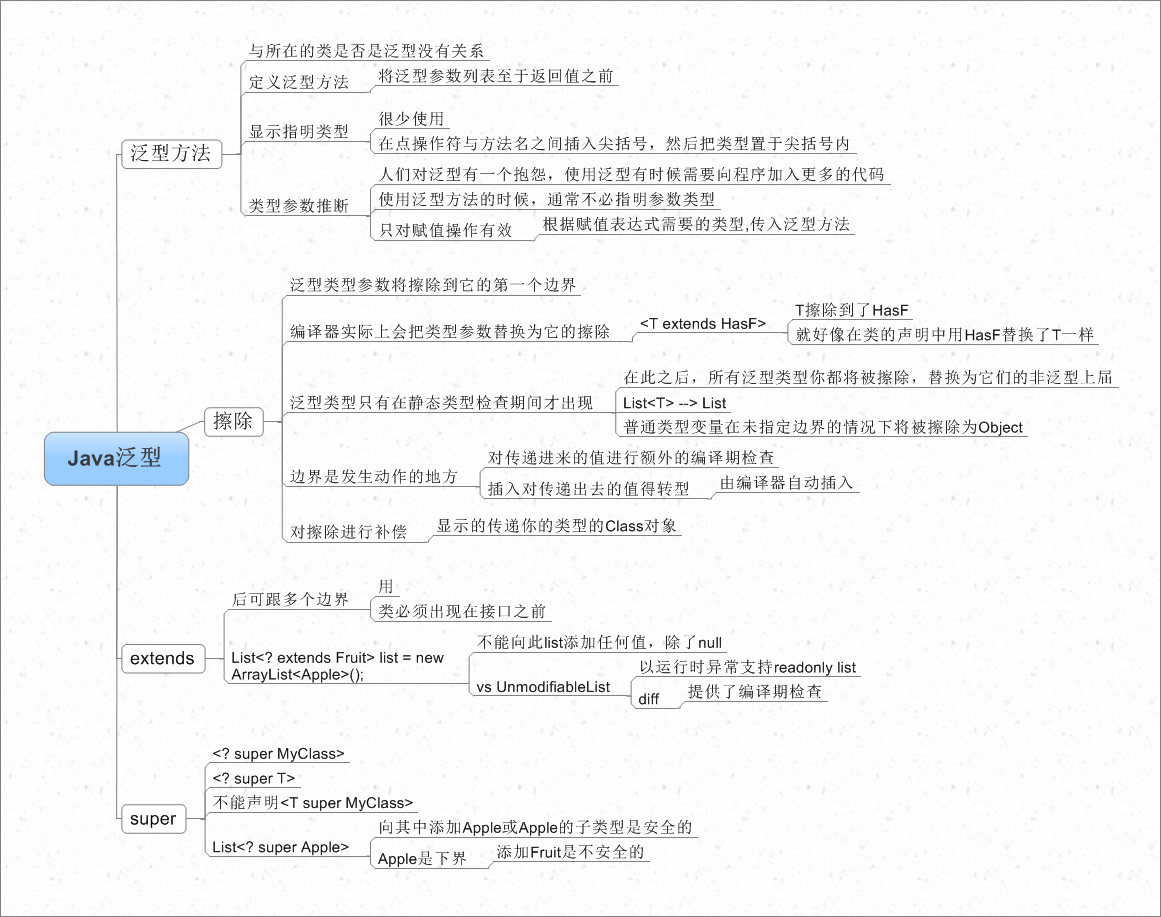 Java泛型
泛型方法
与所在的类是否是泛型没有关系
定义泛型方法
将泛型参数列表至于返回值之前
显示指明类型
很少使用
在点操作符与方法名之间插入尖括号，然后把类型置于尖括号内
类型参数推断
人们对泛型有一个抱怨，使用泛型有时候需要向程序加入更多的代码
使用泛型方法的时候，通常不必指明参数类型
只对赋值操作有效
根据赋值表达式需要的类型,传入泛型方法
擦除
泛型类型参数将擦除到它的第一个边界
编译器实际上会把类型参数替换为它的擦除
<T extends HasF>
T擦除到了HasF
就好像在类的声明中用HasF替换了T一样
泛型类型只有在静态类型检查期间才出现
在此之后，所有泛型类型你都将被擦除，替换为它们的非泛型上届
List<T> --> List
普通类型变量在未指定边界的情况下将被擦除为Object
边界是发生动作的地方
对传递进来的值进行额外的编译期检查
插入对传递出去的值得转型
由编译器自动插入
对擦除进行补偿
显示的传递你的类型的Class对象
extends
后可跟多个边界
用
类必须出现在接口之前
List<? extends Fruit> list = new
ArrayList<Apple>();
不能向此list添加任何值，除了null
vs UnmodifiableList
以运行时异常支持readonly list
diff
提供了编译期检查
super
<? super MyClass>
<? super T>
不能声明<T super MyClass>
List<? super Apple>
向其中添加Apple或Apple的子类型是安全的
Apple是下界
添加Fruit是不安全的